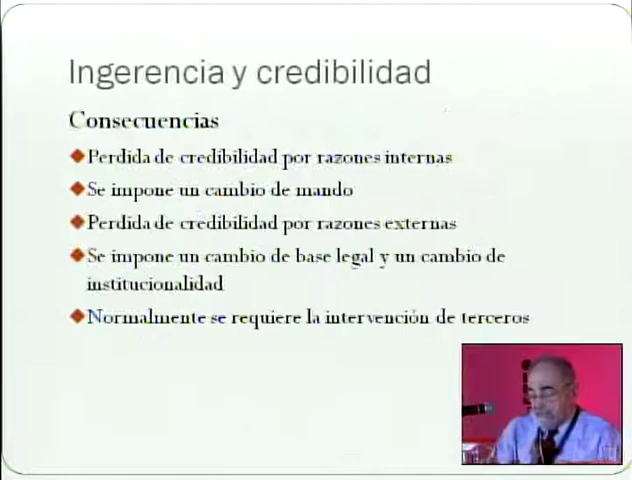 Ingerencia y credibilidad
Consecuencias
Perdida de credibilidad por razones internas
Se impone un cambio de mando
Perdida de credibilidad por razones externas
Se impone un cambio de base legal y un cambio de
institucionalidad
Normalmente se requiere la intervención de terceros